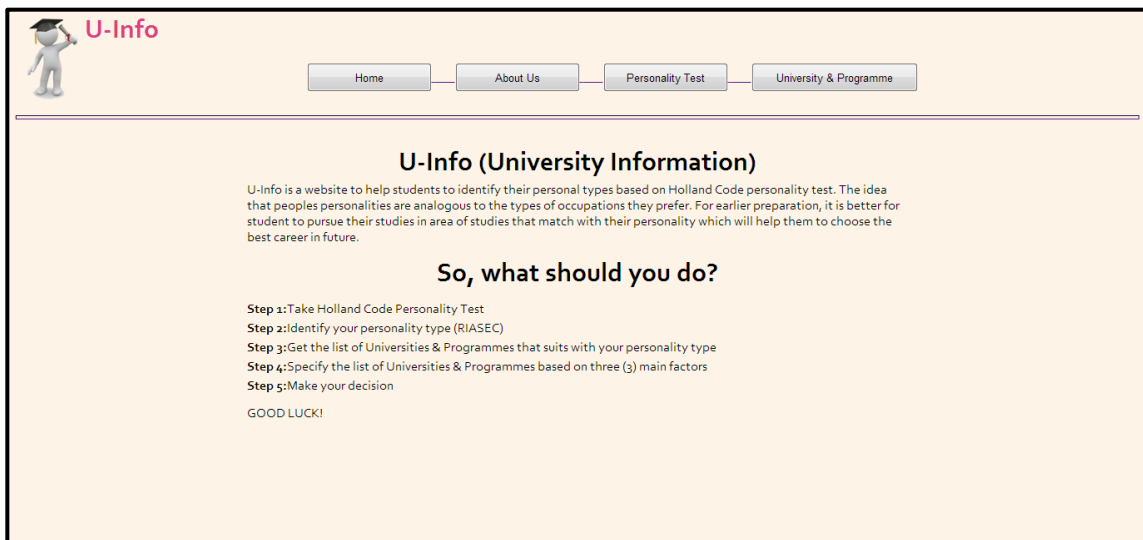 U-Info
Home
About Us
Personality Test
University & Programme
U-Info (University Information)
U-Info is a website to help students to identify their personal types based on Holland Code personality test. The idea
that peoples personalities are analogous to the types of occupations they prefer. For earlier preparation, it is better for
student to pursue their studies in area of studies that match with their personality which will help them to choose the
best career in future.
So, what should you do?
Step 1:Take Holland Code Personality Test
Step 2:Identify your personality type (RIASEC)
Step 3:Get the list of Universities & Programmes that suits with your personality type
Step 4:Specify the list of Universities & Programmes based on three (3) main factors
Step 5:Make your decision
GOOD LUCK!